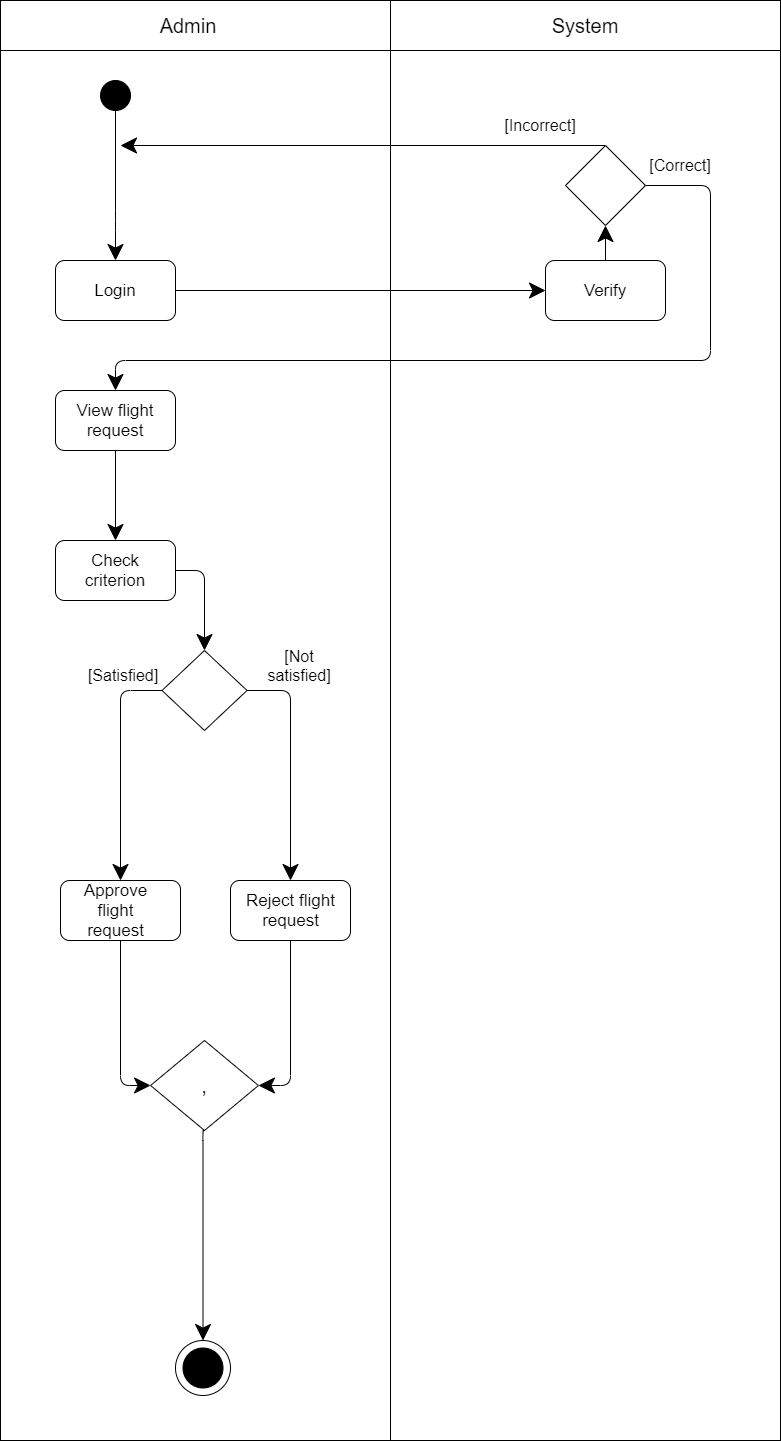 Admin
System
[Incorrect]
[Correct]
Login
Verify
View flight
request
Check
criterion
[Satisfied]
[Not
satisfied]
Approve
flight
request
Reject flight
request
,